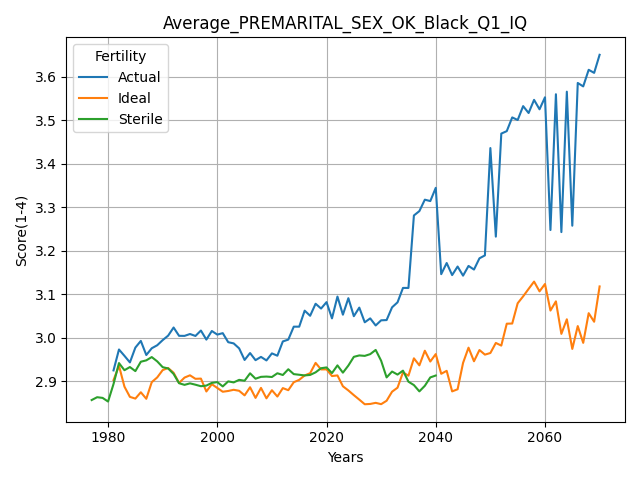 Average_PREMARITAL_SEX_OK_Black_Q1_IQ
Fertility
Actual
Ideal
Sterile
Score(1-4)
3.6
3.5
3.4
3.3
3.2
3.1
3.0
2.9
1980 2000 2020 2040 2060
Years